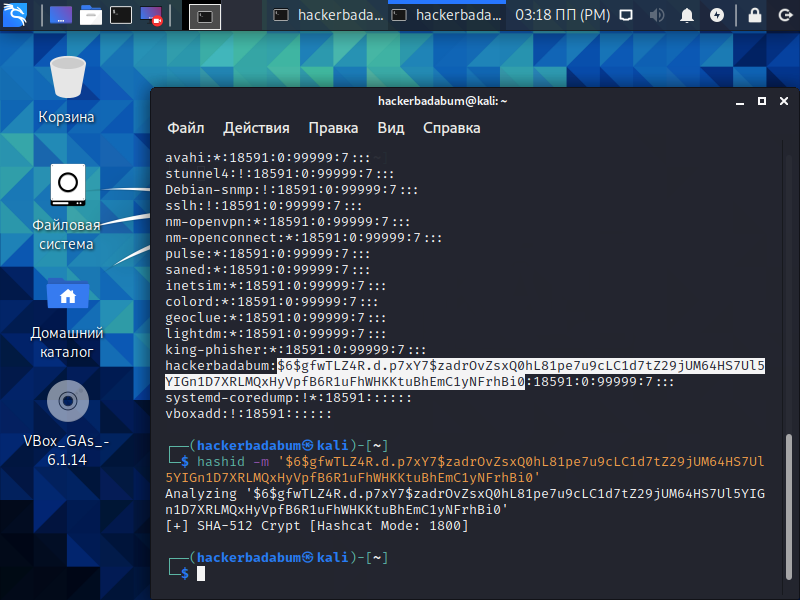 hackerbada...
hackerbada...
03:18 ПП (PM)
Корзина
Файловая
система
Домашний
каталог
VBox_GAs_-
6.1.14
hackerbadabum@kali: ~
Файл Действия Правка Вид Справка
avahi:*:18591:0:99999:7:::
stunnel4:!:18591:0:99999:7:::
Debian-snmp:!:18591:0:99999:7:::
sslh:!:18591:0:99999:7:::
nm-openvpn:*:18591:0:99999:7:::
nm-openconnect:*:18591:0:99999:7:::
pulse:*:18591:0:99999:7:::
saned:*:18591:0:99999:7:::
inetsim:*:18591:0:99999:7:::
colord:*:18591:0:99999:7:::
geoclue:*:18591:0:99999:7:::
lightdm:*:18591:0:99999:7:::
king-phisher:*:18591:0:99999:7:::
hackerbadabum:$6$gfwTLZ4R.d.p7xY7$zadrOvZsxQ0hL81pe7u9cLC1d7tZ29jUM64HS7Ul5
YIGn1D7XRLMQxHyVpfB6R1uFhWHKKtuBhEmC1yNFrhBi0:18591:0:99999:7:::
systemd-coredump:!*:18591::::::
vboxadd:!:18591::::::
(hackerbadabum㉿kali)-[~]
$ hashid -m '$6$gfwTLZ4R.d.p7xY7$zadrOvZsxQ0hL81pe7u9cLC1d7tZ29jUM64HS7Ul
5YIGn1D7XRLMQxHyVpfB6R1uFhWHKKtuBhEmC1yNFrhBi0'
Analyzing '$6$gfwTLZ4R.d.p7xY7$zadrOvZsxQ0hL81pe7u9cLC1d7tZ29jUM64HS7Ul5YIG
n1D7XRLMQxHyVpfB6R1uFhWHKKtuBhEmC1yNFrhBi0'
[+] SHA-512 Crypt [Hashcat Mode: 1800]
(hackerbadabum㉿kali)-[~]
$